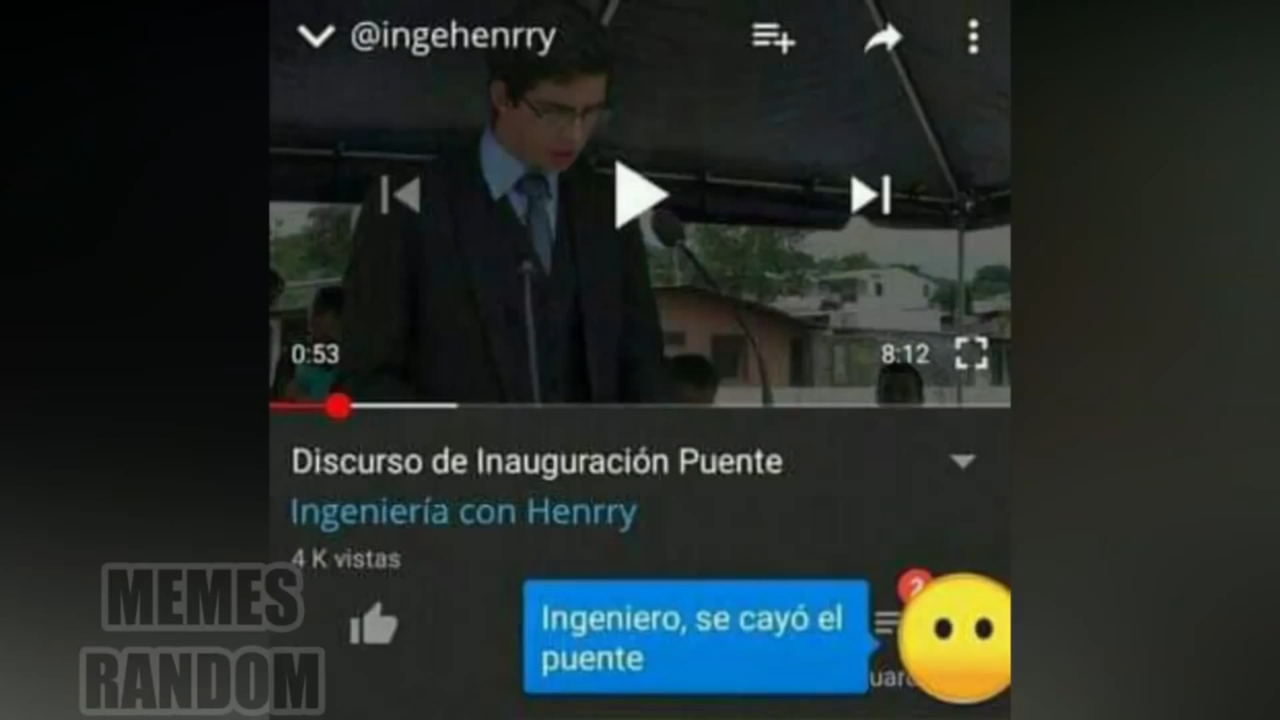 @ingehenrry
0:53
8:12
Discurso de Inauguración Puente
Ingeniería con Henrry
4 K vistas
2
Ingeniero, se cayó el
puente
MEMES
RANDOM